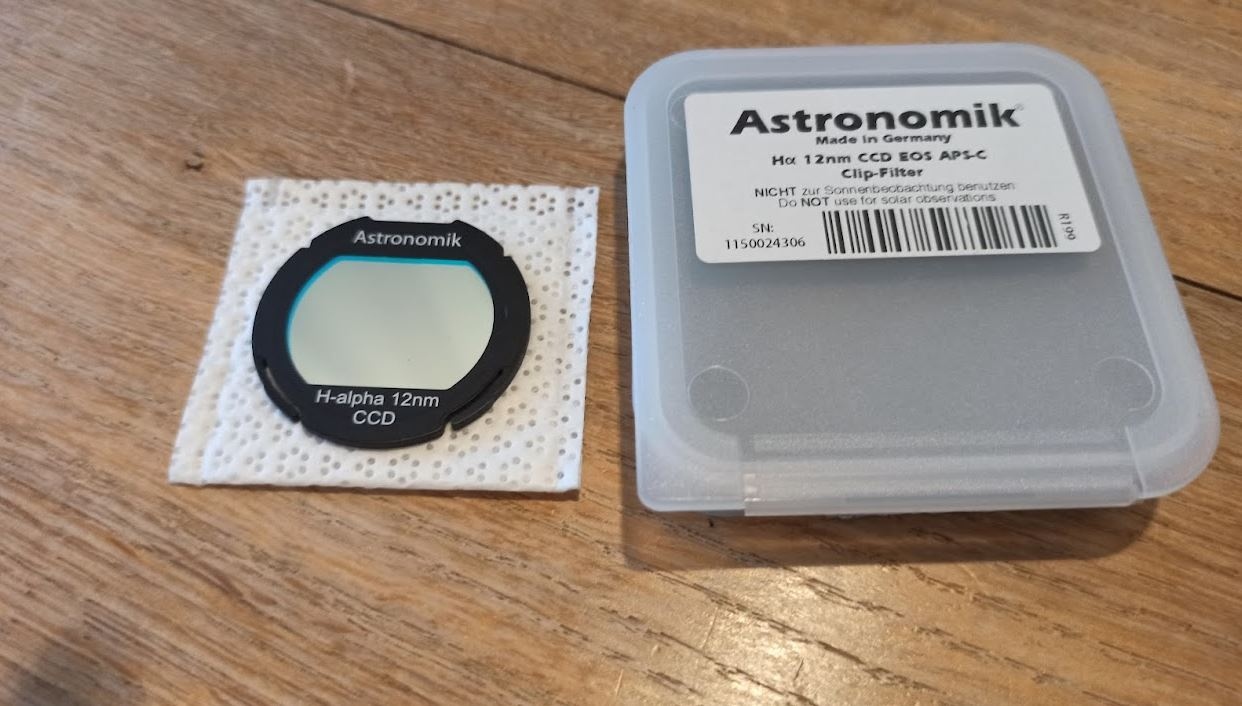 Astronomik
H-alpha 12nm
CCD
Astronomik®
Made in Germany
Hα 12nm CCD EOS APS-C
Clip-Filter
NICHT zur Sonnenbeobachtung benutzen
Do NOT use for solar observations
SN:
1150024306
R199